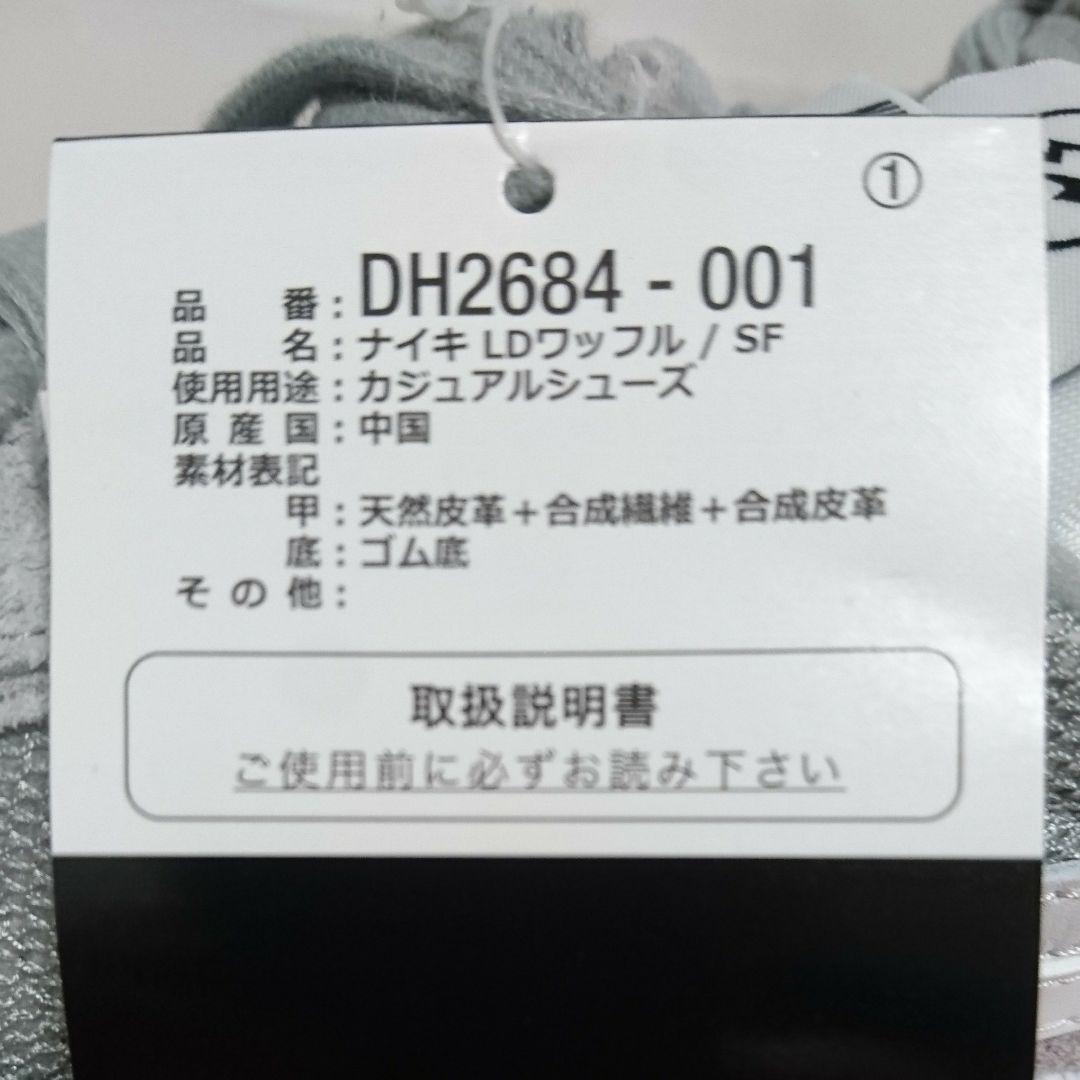 ①
品番:DH2684-001
品名:ナイキ LDワッフル / SF
使用用途:カジュアルシューズ
原産国:中国
素材表記
甲:天然皮革+合成繊維+合成皮革
底:ゴム底
その他:
取扱説明書
ご使用前に必ずお読み下さい